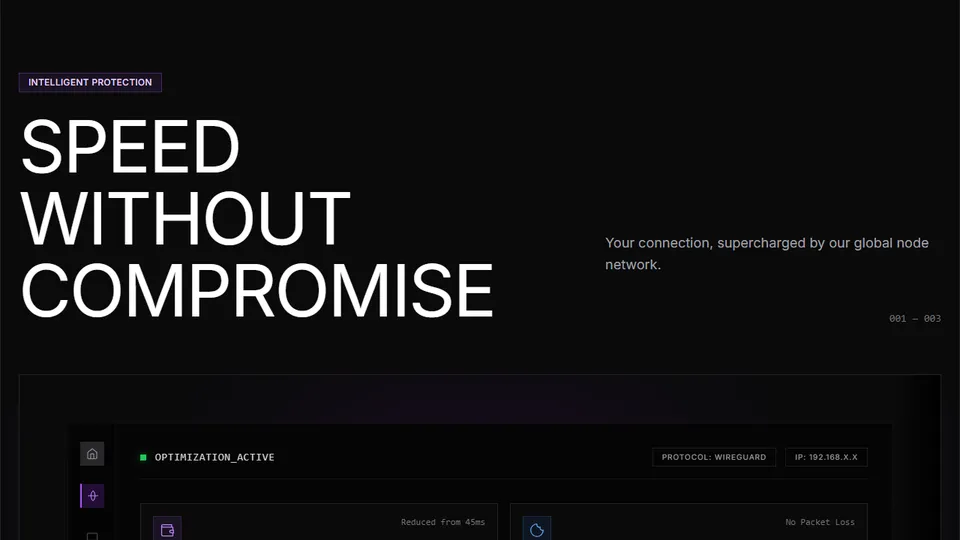 INTELLIGENT PROTECTION
SPEED
WITHOUT
COMPROMISE
Your connection, supercharged by our global node
network.
001 — 003
OPTIMIZATION_ACTIVE
PROTOCOL: WIREGUARD
IP: 192.168.X.X
Reduced from 45ms
No Packet Loss